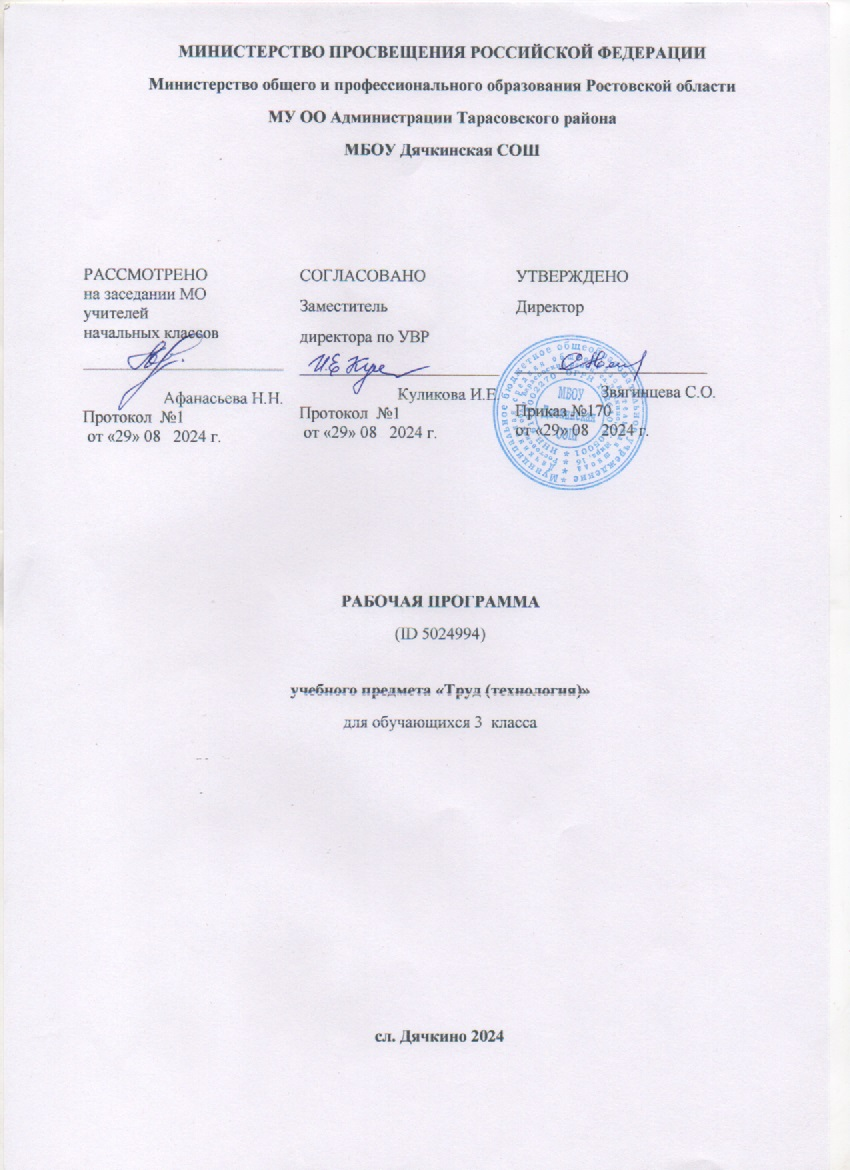 МИНИСТЕРСТВО ПРОСВЕЩЕНИЯ РОССИЙСКОЙ ФЕДЕРАЦИИ
Министерство общего и профессионального образования Ростовской области
МУ ОО Администрации Тарасовского района
МБОУ Дячкинская СОШ
РАССМОТРЕНО
на заседании МО
учителей
начальных классов
Афанасьева Н.Н.
Протокол №1
от «29» 08 2024 г.
СОГЛАСОВАНО
Заместитель
директора по УВР
Куликова И.Е.
Протокол №1
от «29» 08 2024 г.
УТВЕРЖДЕНО
Директор
Звягинцева С.О.
Приказ №170
от «29» 08 2024 г.
МБОУ
СОШ
РАБОЧАЯ ПРОГРАММА
(ID 5024994)
учебного предмета «Труд (технология)»
для обучающихся 3 класса
сл. Дячкино 2024